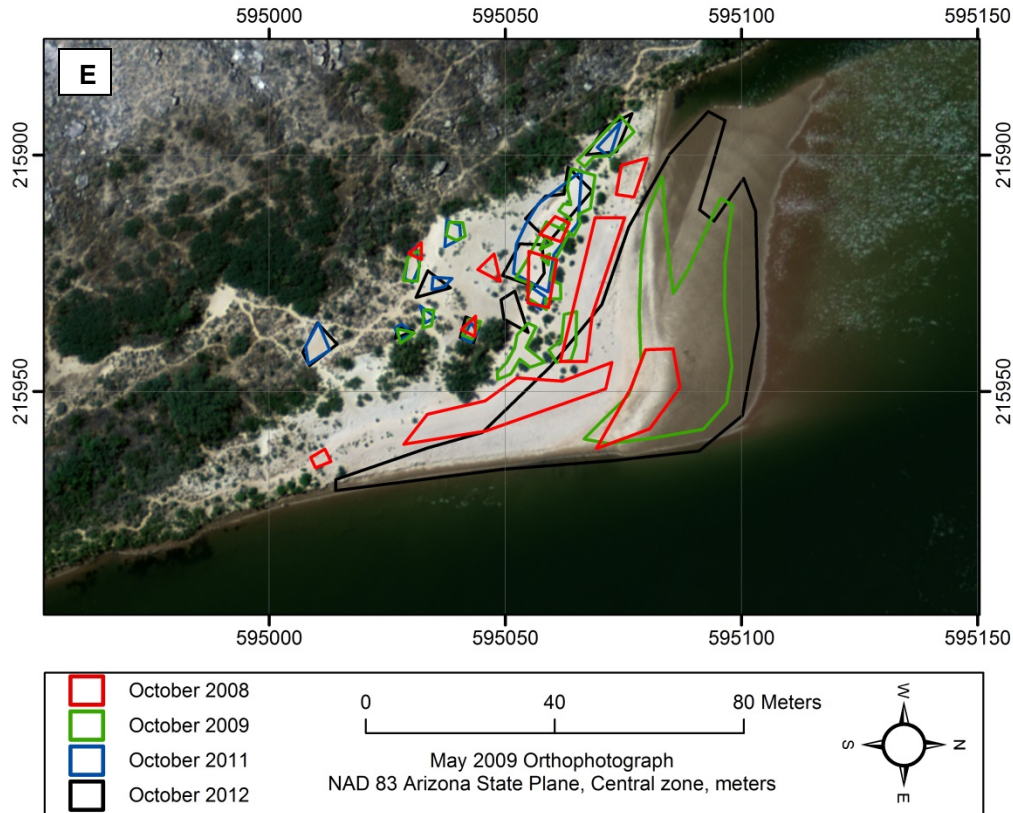 595000 595050 595100 595150
E
215900 215900
215950 215950
595000 595050 595100 595150
October 2008
October 2009
October 2011
October 2012
0 40 80 Meters
May 2009 Orthophotograph
NAD 83 Arizona State Plane, Central zone, meters
W
S N
E